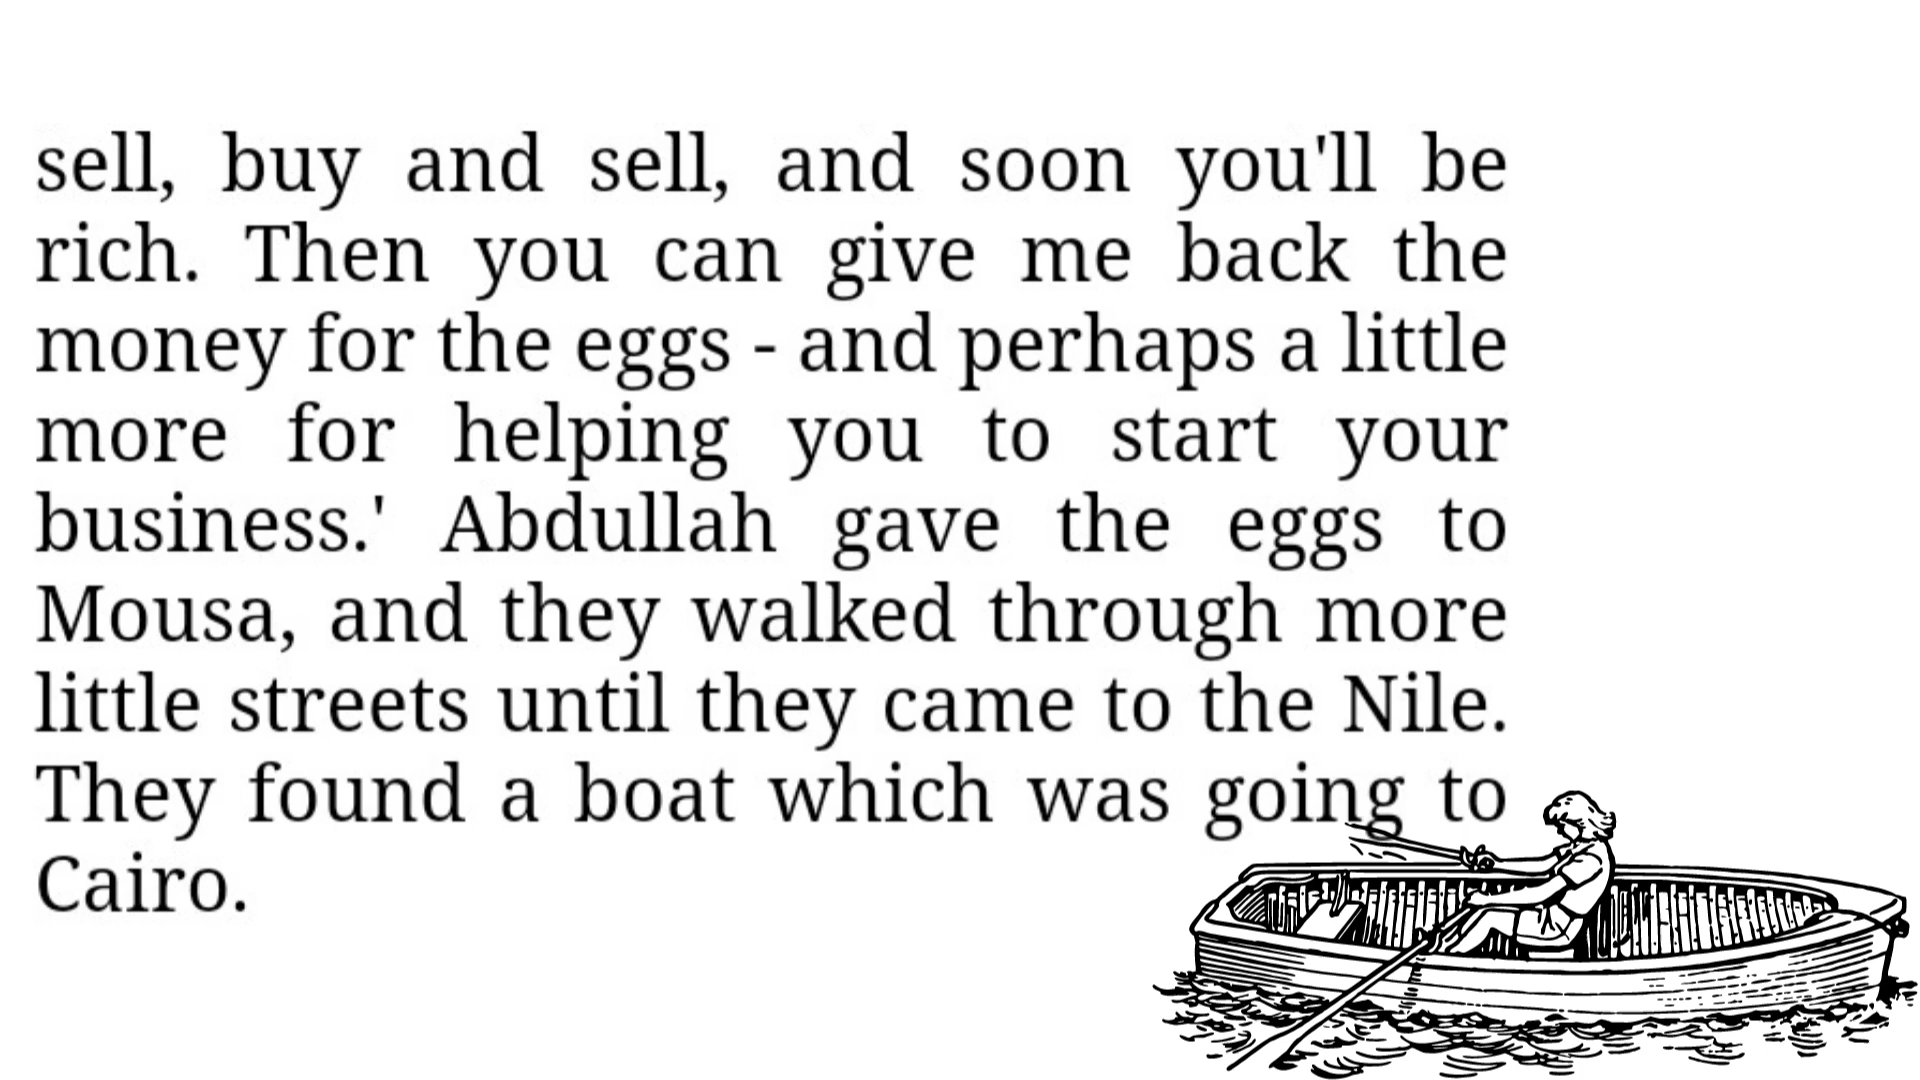 sell, buy and sell, and soon you'll be
rich. Then you can give me back the
money for the eggs - and perhaps a little
more for helping you to start your
business.' Abdullah gave the eggs to
Mousa, and they walked through more
little streets until they came to the Nile.
They found a boat which was going to
Cairo.